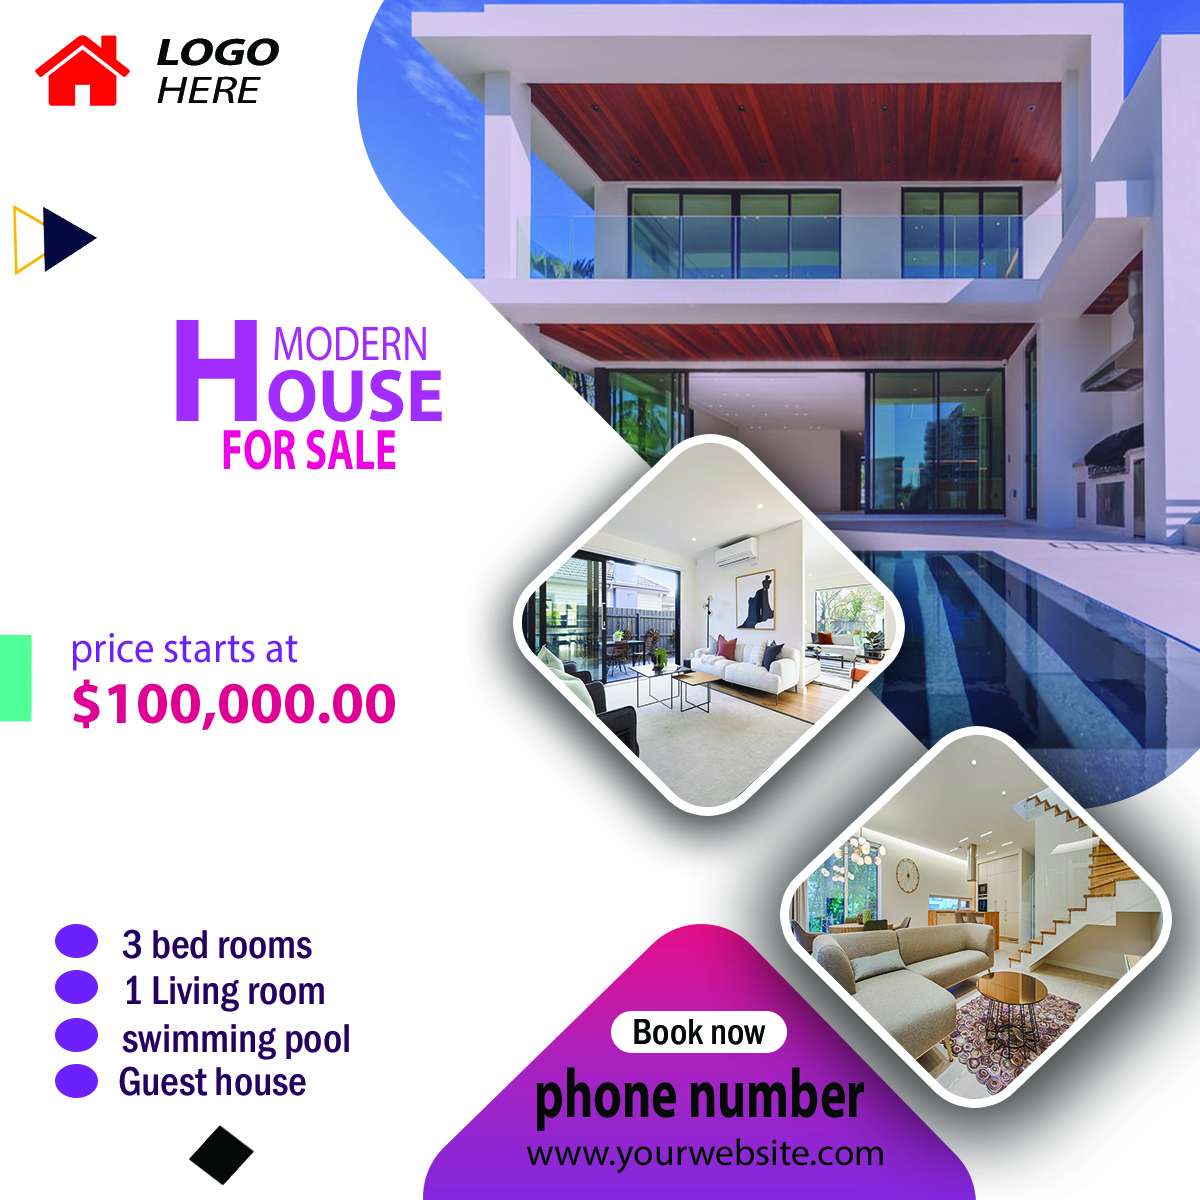 LOGO
HERE
MODERN
HOUSE
FOR SALE
price starts at
$100,000.00
3 bed rooms
1 Living room
swimming pool
Guest house
Book now
phone number
www.yourwebsite.com